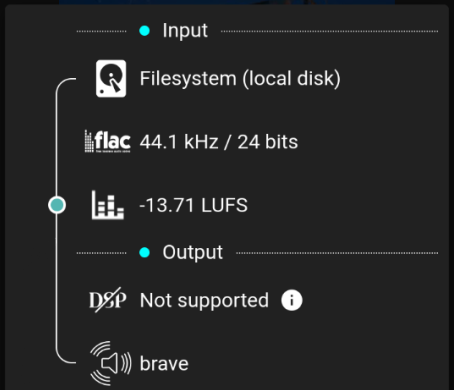 Input
Filesystem (local disk)
flac 44.1 kHz / 24 bits
-13.71 LUFS
Output
DSP Not supported i
brave